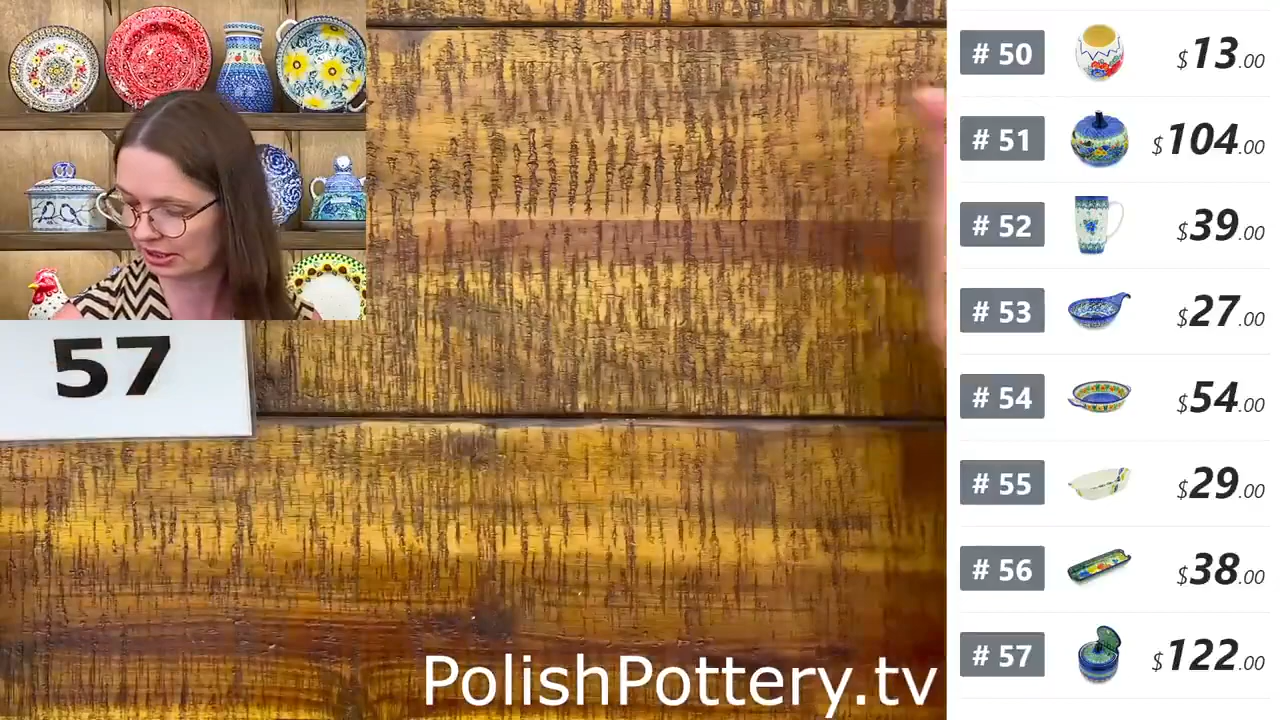 57
PolishPottery.tv
# 50 $13.00
# 51 $104.00
# 52 $39.00
# 53 $27.00
# 54 $54.00
# 55 $29.00
# 56 $38.00
# 57 $122.00